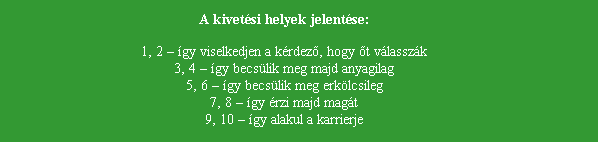 A kivetési helyek jelentése:
1, 2 – így viselkedjen a kérdező, hogy őt válasszák
3, 4 – így becsülik meg majd anyagilag
5, 6 – így becsülik meg erkölcsileg
7, 8 – így érzi majd magát
9, 10 – így alakul a karrierje